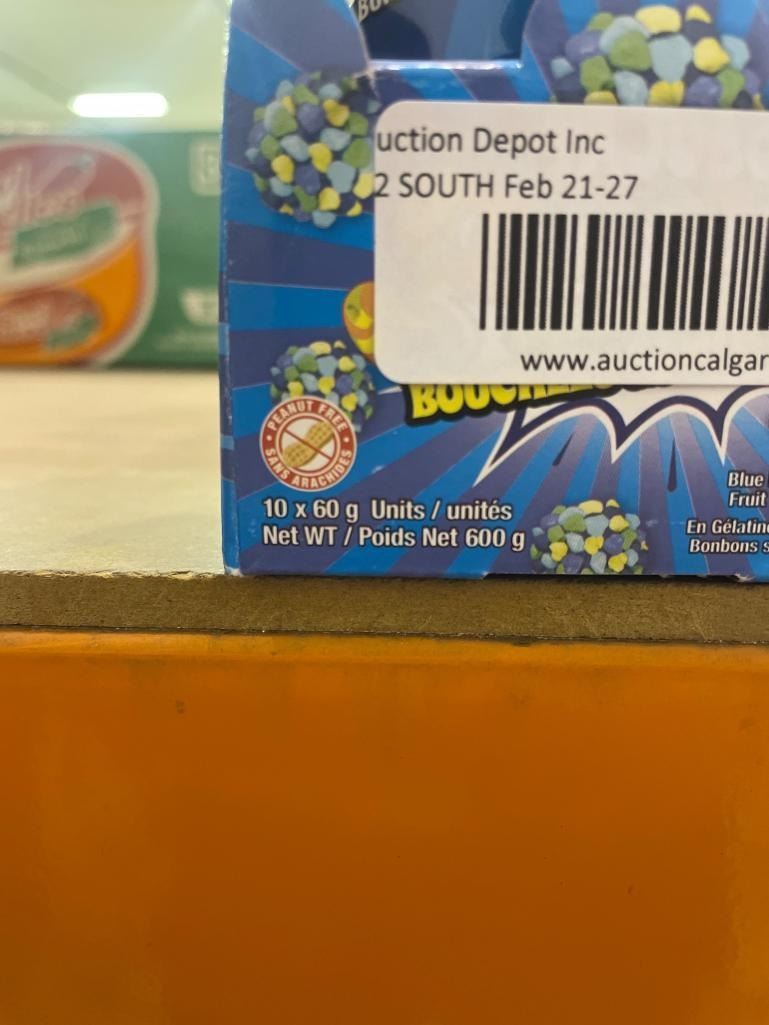 uction Depot Inc
2 SOUTH Feb 21-27
www.auctioncalgar
PEANUT FREE
SANS ARACHIDES
10 x 60 g Units / unités
Net WT / Poids Net 600 g
Blue
Fruit
En Gélatine
Bonbons s